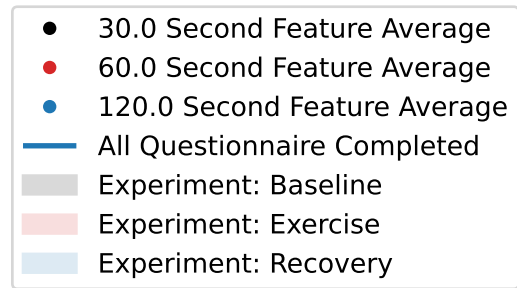 30.0 Second Feature Average
60.0 Second Feature Average
120.0 Second Feature Average
All Questionnaire Completed
Experiment: Baseline
Experiment: Exercise
Experiment: Recovery